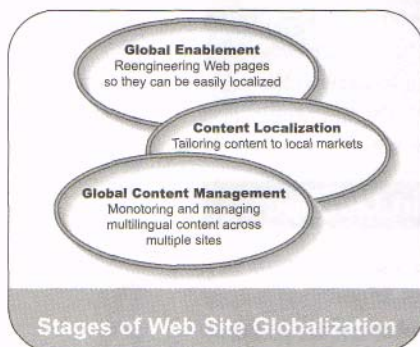 Global Enablement
Reengineering Web pages
so they can be easily localized
Content Localization
Tailoring content to local markets
Global Content Management
Monotoring and managing
multilingual content across
multiple sites
Stages of Web Site Globalization